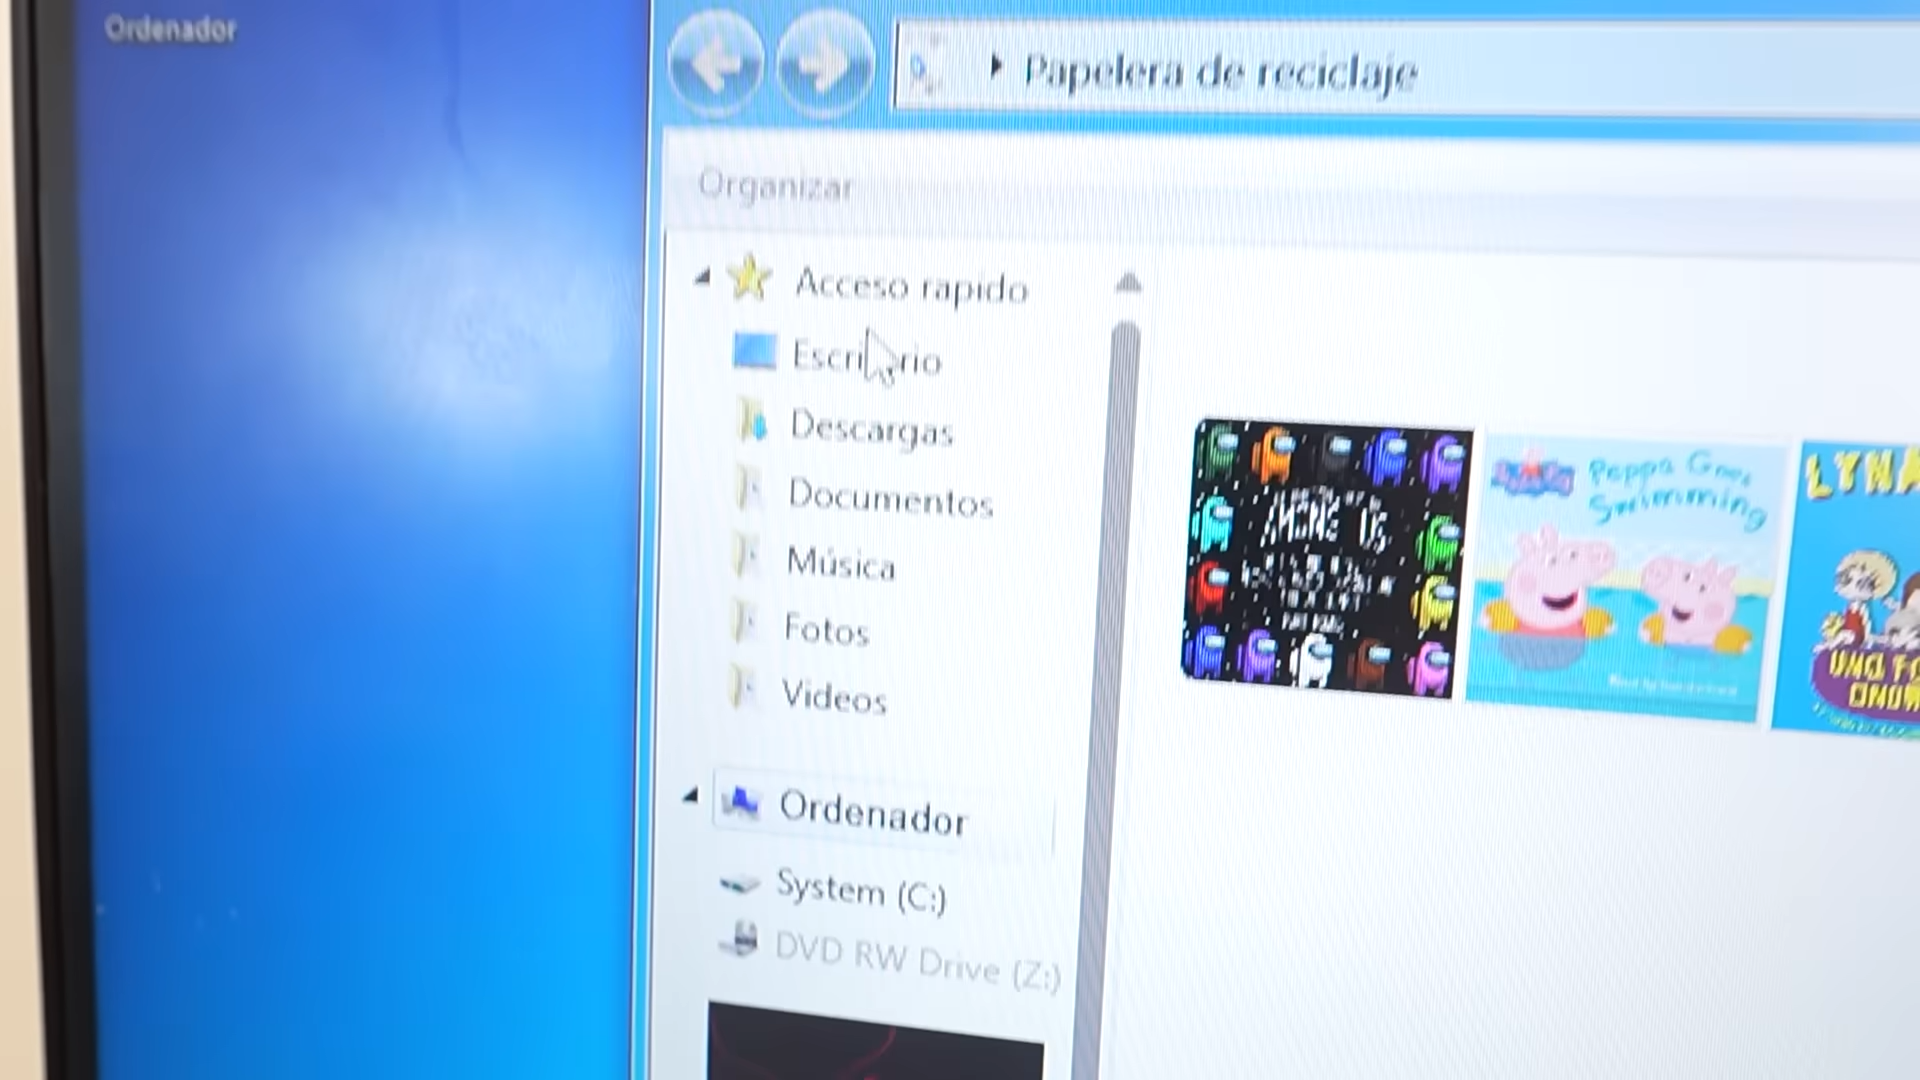 Ordenador
Papelera de reciclaje
Organizar
Acceso rapido
Descargas
Documentos
Música
Fotos
Videos
Ordenador
System (C:)
DVD RW Drive (Z:)
AMONG US
Peppa Goes
Swimming